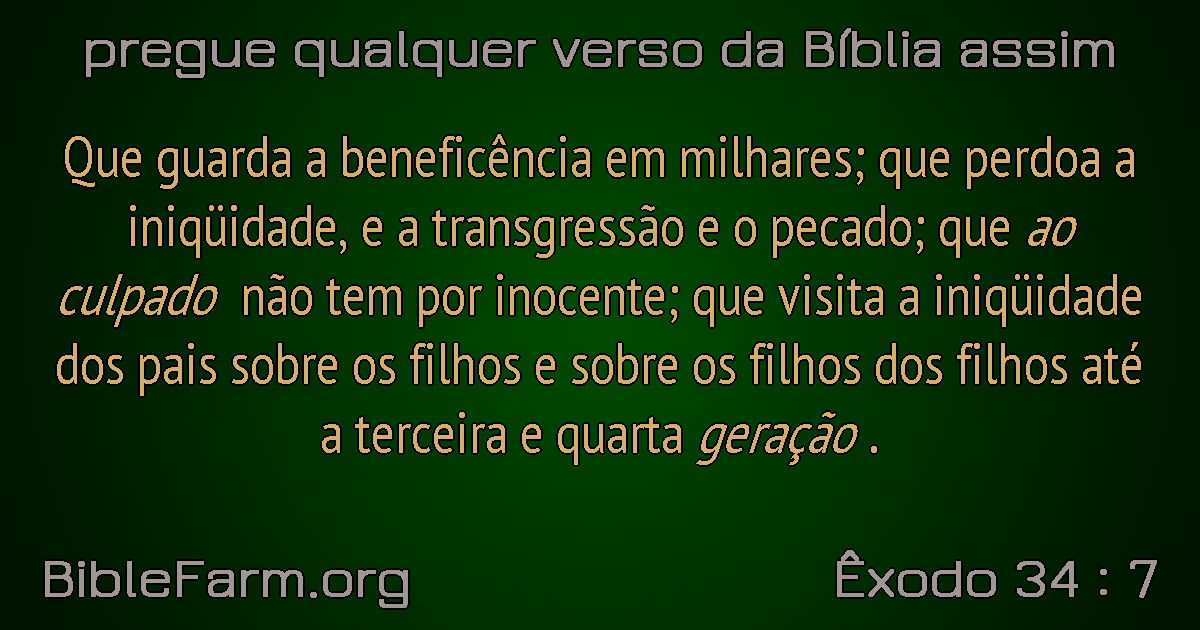 pregue qualquer verso da Bíblia assim
Que guarda a beneficência em milhares; que perdoa a
iniqüidade, e a transgressão e o pecado; que ao
culpado não tem por inocente; que visita a iniqüidade
dos pais sobre os filhos e sobre os filhos dos filhos até
a terceira e quarta geração .
BibleFarm.org
Êxodo 34 : 7